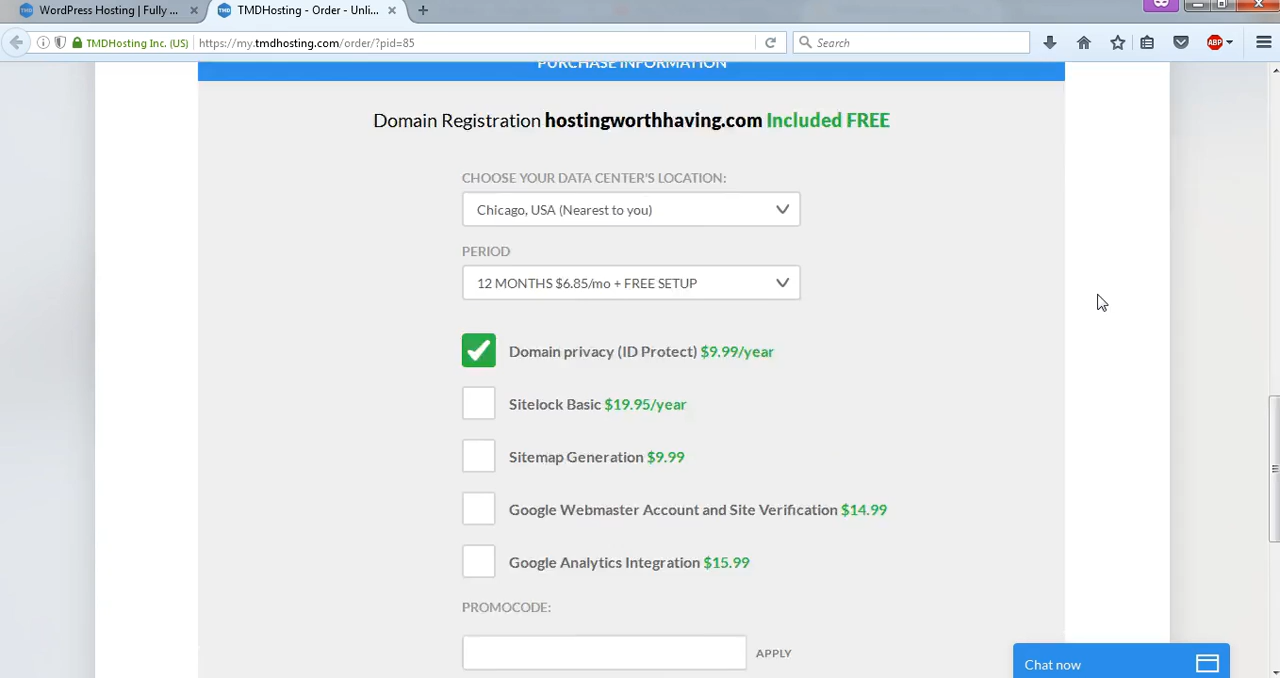 WordPress Hosting | Fully ...
TMDHosting - Order - Unli...
TMDHosting Inc. (US)
https://my.tmdhosting.com/order/?pid=85
Search
ABP
PURCHASE INFORMATION
Domain Registration hostingworthhaving.com Included FREE
CHOOSE YOUR DATA CENTER'S LOCATION:
Chicago, USA (Nearest to you)
PERIOD
12 MONTHS $6.85/mo + FREE SETUP
Domain privacy (ID Protect) $9.99/year
Sitelock Basic $19.95/year
Sitemap Generation $9.99
Google Webmaster Account and Site Verification $14.99
Google Analytics Integration $15.99
PROMOCODE:
APPLY
Chat now